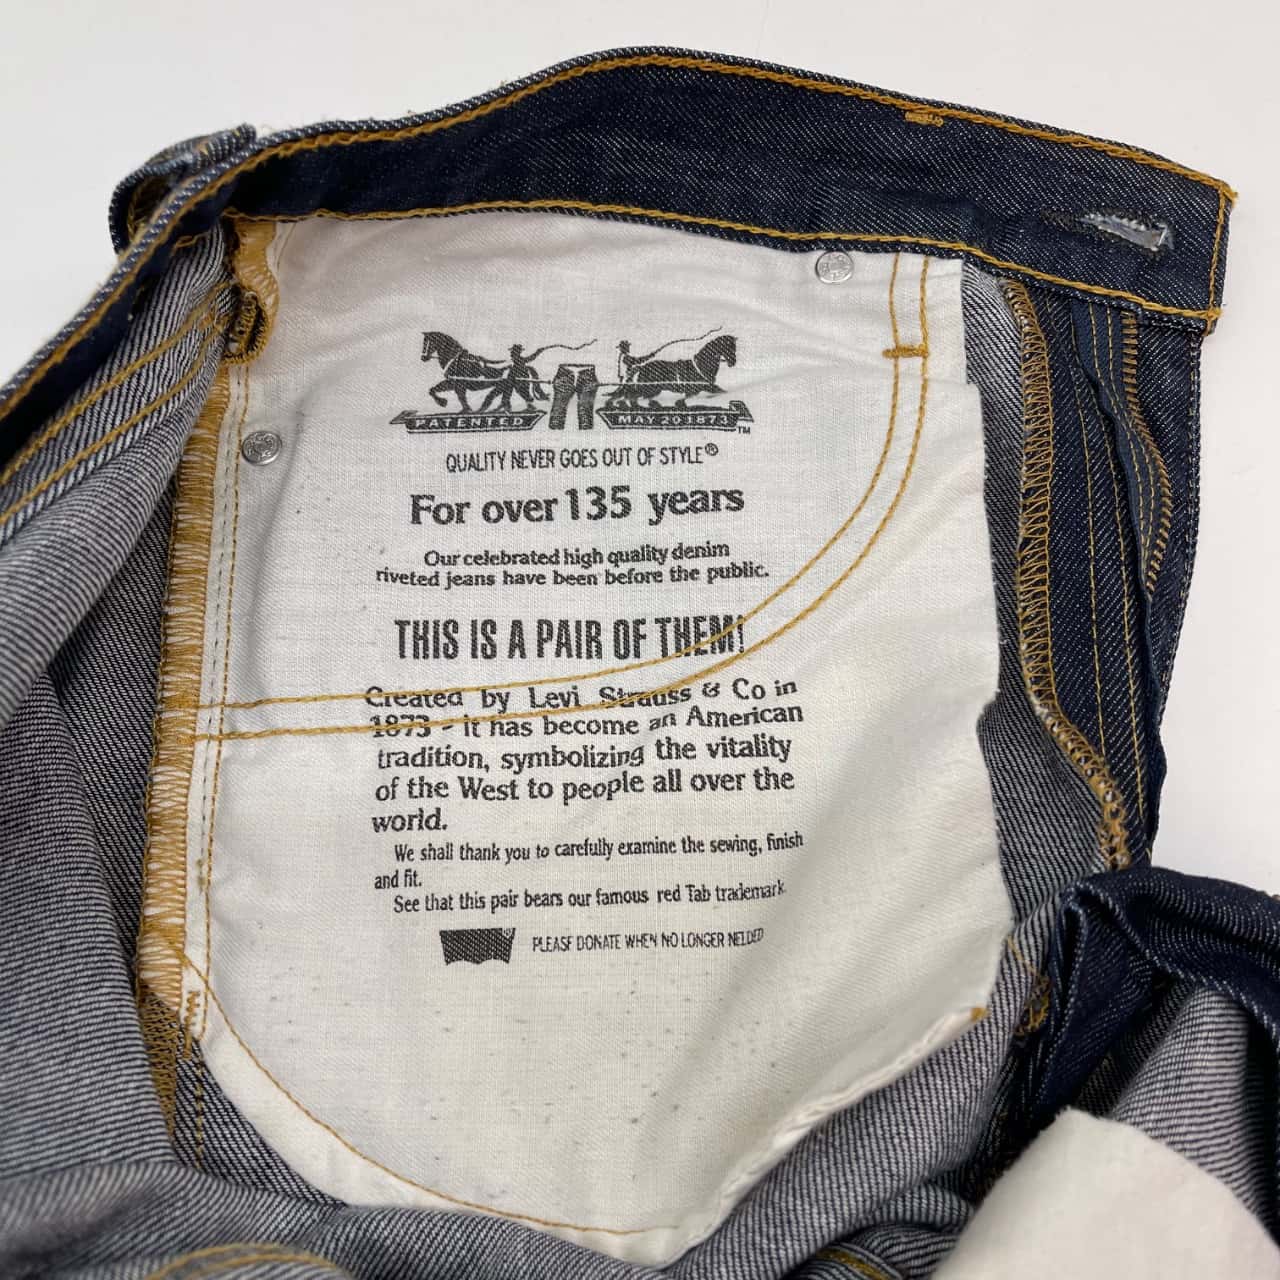 PATENTED MAY 20 1873 ™
QUALITY NEVER GOES OUT OF STYLE®
For over 135 years
Our celebrated high quality denim
riveted jeans have been before the public.
THIS IS A PAIR OF THEM!
Created by Levi Strauss & Co in
1873 - it has become an American
tradition, symbolizing the vitality
of the West to people all over the
world.
We shall thank you to carefully examine the sewing, finish
and fit.
See that this pair bears our famous red Tab trademark.
® PLEASE DONATE WHEN NO LONGER NEEDED